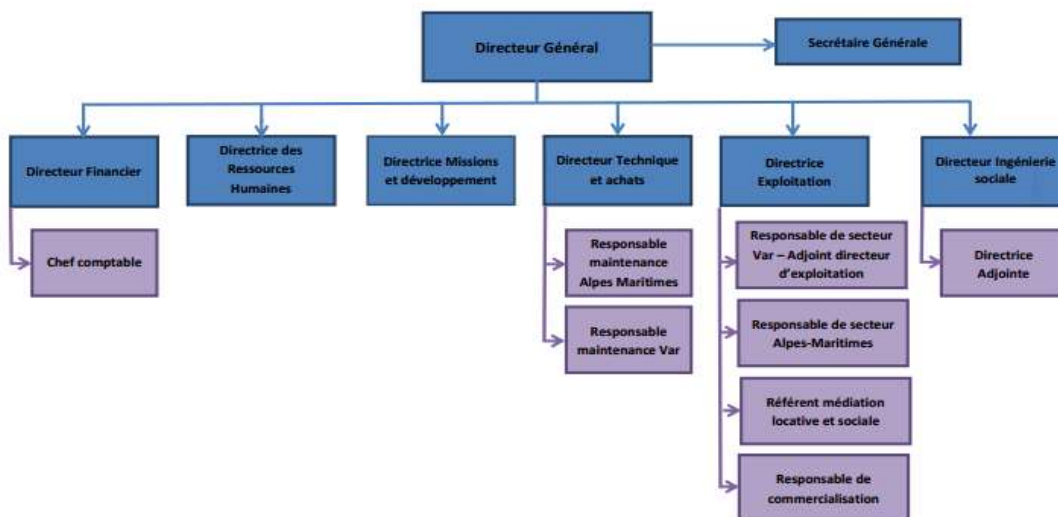 Directeur Général
Secrétaire Générale
Directeur Financier
Directrice des
Ressources
Humaines
Directrice Missions
et développement
Directeur Technique
et achats
Directrice
Exploitation
Directeur Ingénierie
sociale
Chef comptable
Responsable
maintenance
Alpes Maritimes
Responsable
maintenance Var
Responsable de secteur
Var – Adjoint directeur
d'exploitation
Responsable de secteur
Alpes-Maritimes
Référent médiation
locative et sociale
Responsable de
commercialisation
Directrice
Adjointe